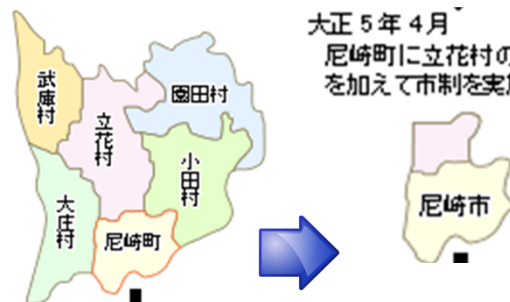 大正5年4月
尼崎町に立花村の
を加えて市制を実
武庫村
園田村
立花村
小田村
大庄村
尼崎町
尼崎市